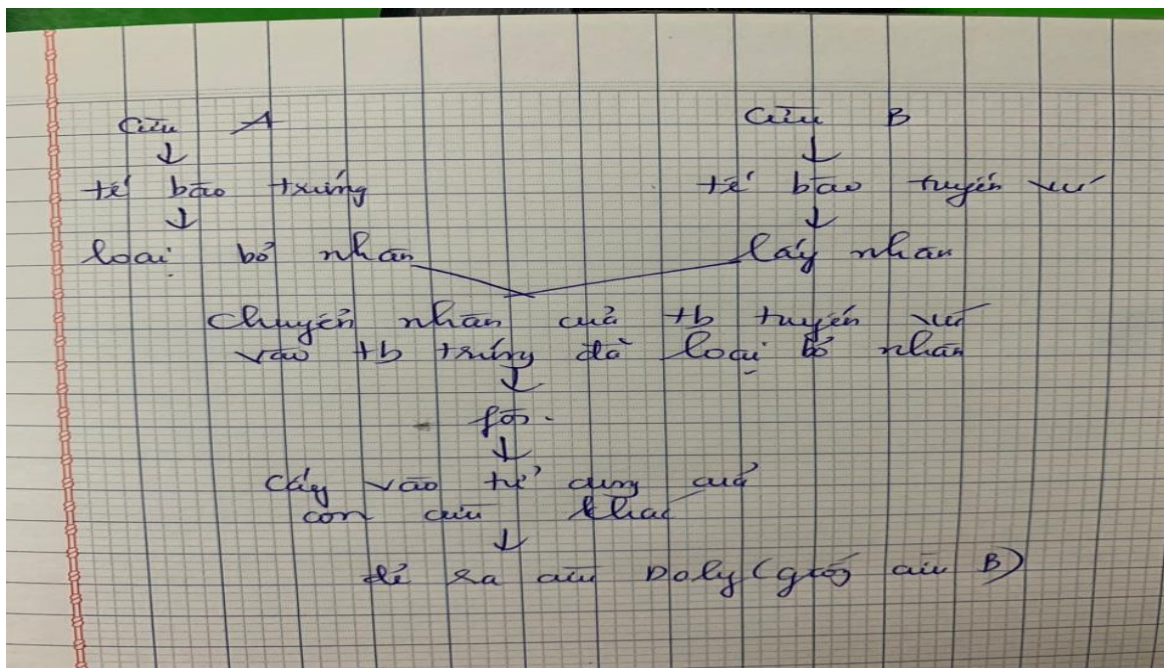 Cừu A
Cừu B
tế bào trứng
tế bào tuyến vú
loại bỏ nhân
lấy nhân
Chuyển nhân của tb tuyến vú
vào tb trứng đã loại bỏ nhân
fôi.
Cấy vào tử cung của
con cừu khác
đẻ ra cừu Doly (giống cừu B)